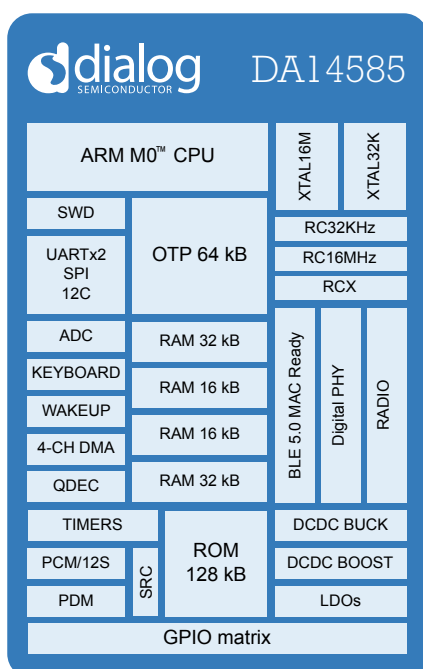 dialog
SEMICONDUCTOR
DA14585
ARM M0™ CPU
XTAL16M
XTAL32K
SWD
UARTx2
SPI
12C
OTP 64 kB
RC32KHz
RC16MHz
RCX
ADC
KEYBOARD
WAKEUP
4-CH DMA
QDEC
RAM 32 kB
RAM 16 kB
RAM 16 kB
RAM 32 kB
BLE 5.0 MAC Ready
Digital PHY
RADIO
TIMERS
PCM/12S
PDM
SRC
ROM
128 kB
DCDC BUCK
DCDC BOOST
LDOs
GPIO matrix